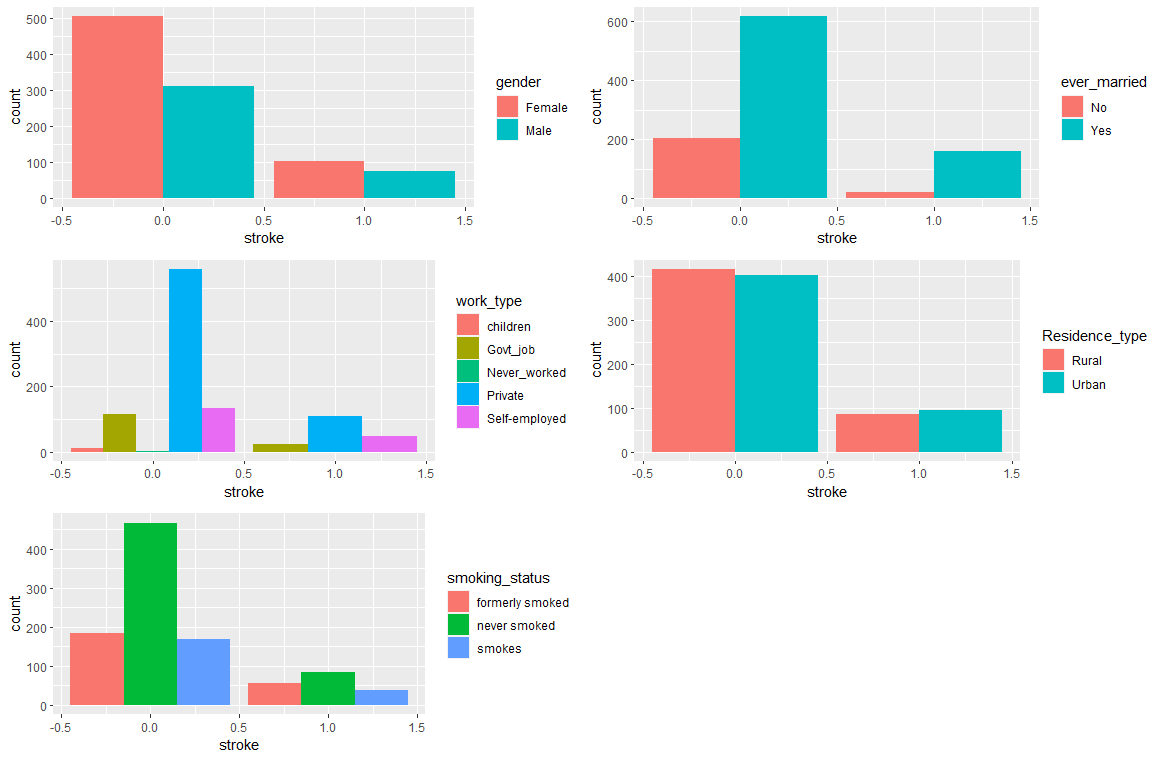 500
400
300
200
100
0
count
-0.5 0.0 0.5 1.0 1.5
stroke
gender
Female
Male
600
400
200
0
count
-0.5 0.0 0.5 1.0 1.5
stroke
ever_married
No
Yes
400
200
0
count
-0.5 0.0 0.5 1.0 1.5
stroke
work_type
children
Govt_job
Never_worked
Private
Self-employed
400
300
200
100
0
count
-0.5 0.0 0.5 1.0 1.5
stroke
Residence_type
Rural
Urban
400
300
200
100
0
count
-0.5 0.0 0.5 1.0 1.5
stroke
smoking_status
formerly smoked
never smoked
smokes